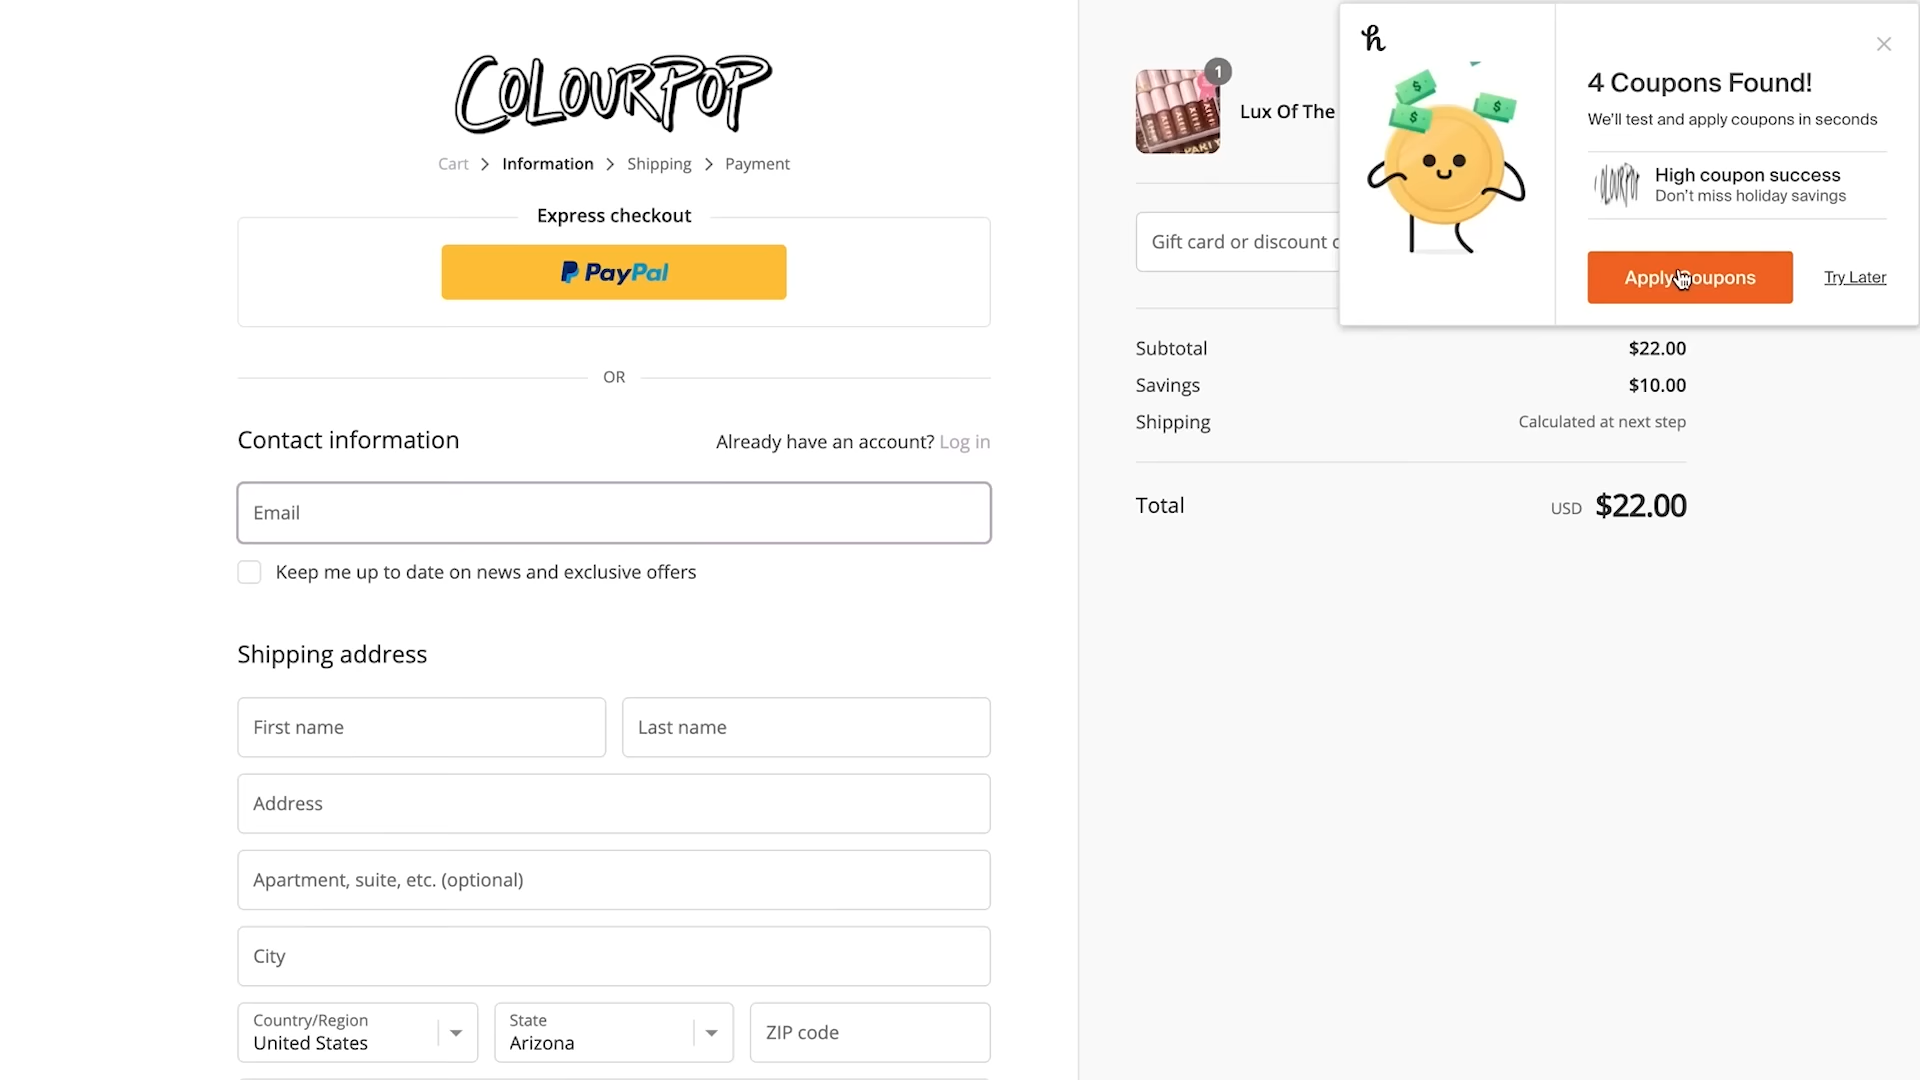 COLOURPOP
Cart > Information > Shipping > Payment
Express checkout
PayPal
OR
Contact information
Already have an account? Log in
Email
Keep me up to date on news and exclusive offers
Shipping address
First name
Last name
Address
Apartment, suite, etc. (optional)
City
Country/Region
United States
State
Arizona
ZIP code
1
Lux Of The
Gift card or discount
Subtotal
$22.00
Savings
$10.00
Shipping
Calculated at next step
Total
USD $22.00
h
4 Coupons Found!
We'll test and apply coupons in seconds
COLOURPOP
High coupon success
Don't miss holiday savings
Apply Coupons
Try Later